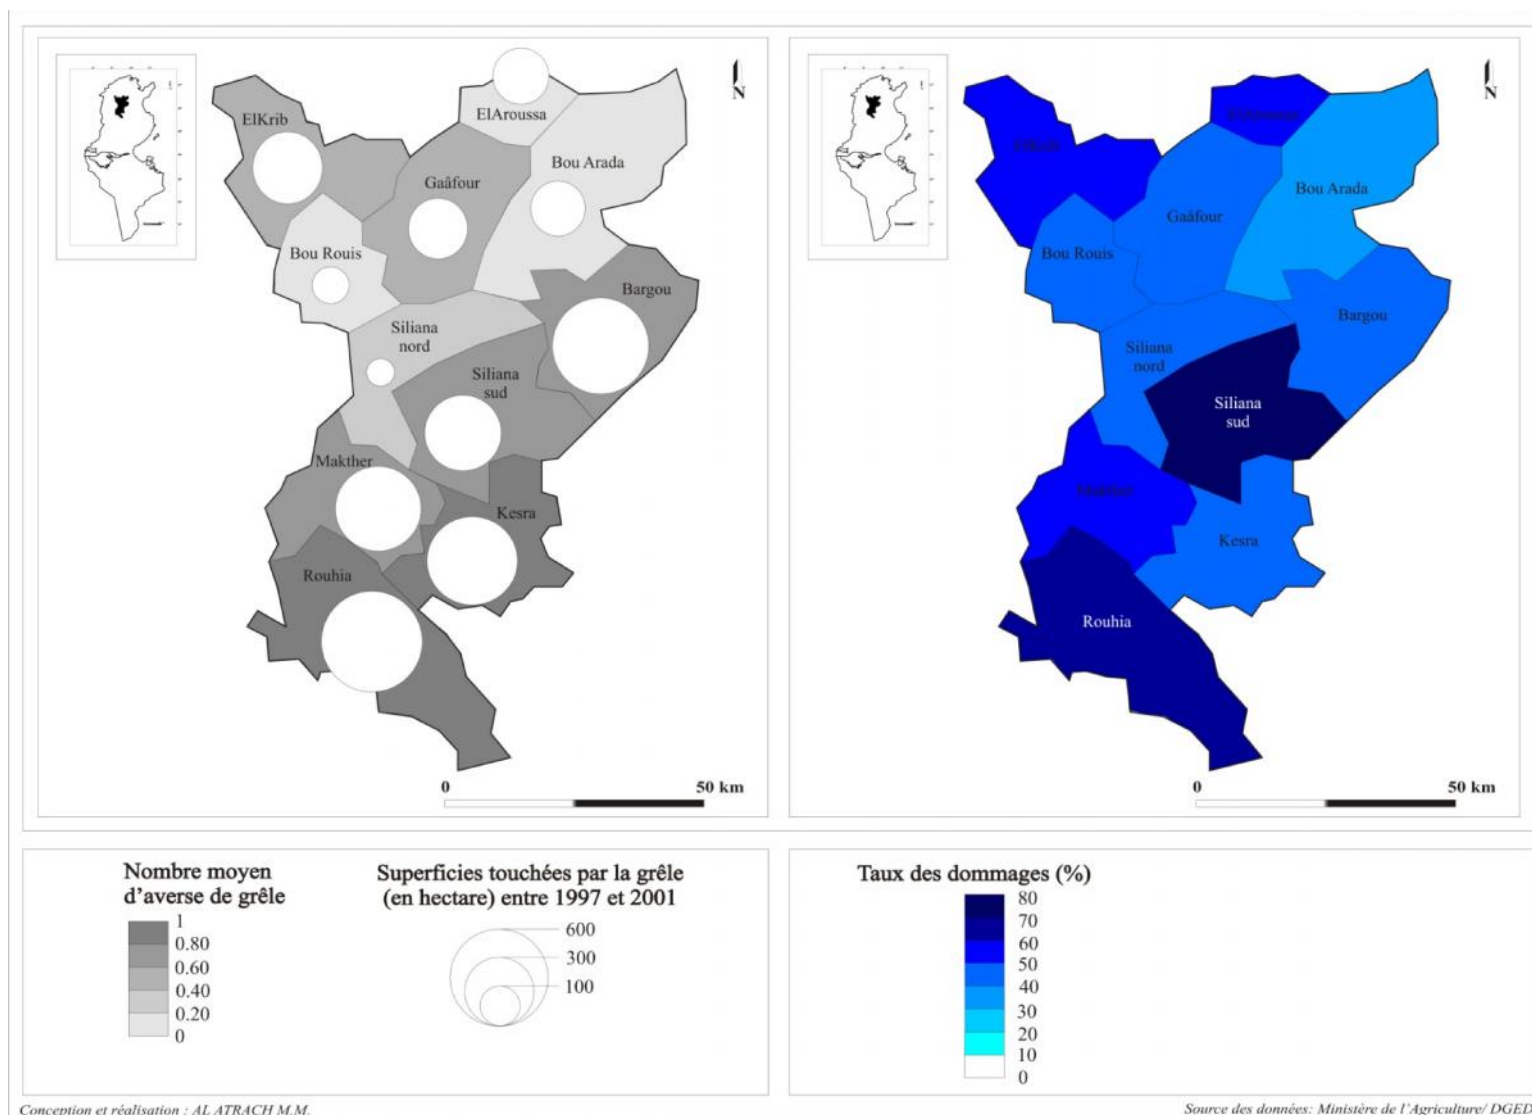 N
ElAroussa
ElKrib
Bou Arada
Gaâfour
Bou Rouis
Bargou
Siliana
nord
Siliana
sud
Makther
Kesra
Rouhia
0
50 km
N
ElAroussa
ElKrib
Bou Arada
Gaâfour
Bou Rouis
Bargou
Siliana
nord
Siliana
sud
Makther
Kesra
Rouhia
0
50 km
Nombre moyen
d'averse de grêle
1
0.80
0.60
0.40
0.20
0
Superficies touchées par la grêle
(en hectare) entre 1997 et 2001
600
300
100
Taux des dommages (%)
80
70
60
50
40
30
20
10
0
Conception et réalisation : AL ATRACH M.M.
Source des données: Ministère de l'Agriculture/ DGED